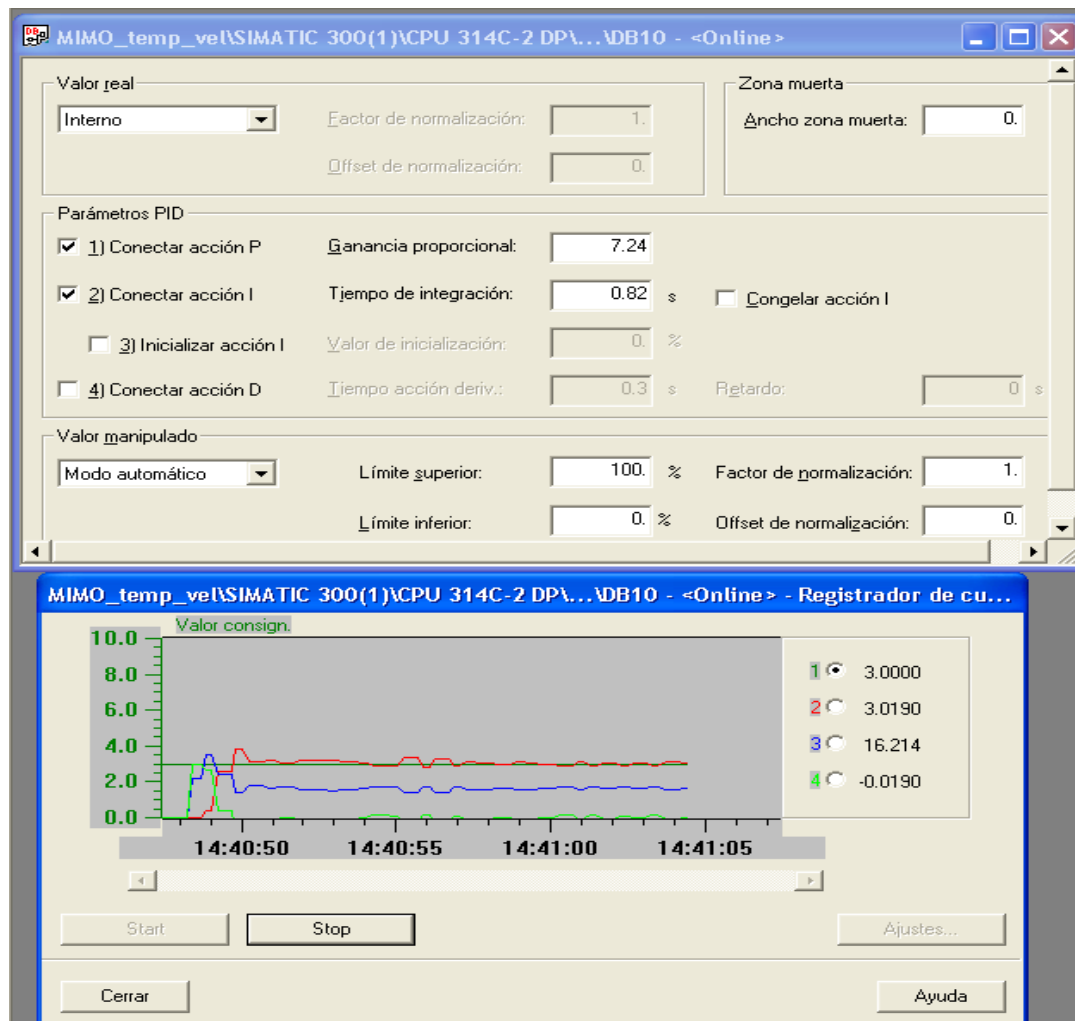 MIMO_temp_vel\SIMATIC 300(1)\CPU 314C-2 DP\...\DB10 - <Online>
Valor real
Zona muerta
Interno Factor de normalización: 1. Ancho zona muerta: 0.
Offset de normalización: 0.
Parámetros PID
1) Conectar acción P Ganancia proporcional: 7.24
2) Conectar acción I Tiempo de integración: 0.82 s Congelar acción I
3) Inicializar acción I Valor de inicialización: 0. %
4) Conectar acción D Tiempo acción deriv.: 0.3 s Retardo: 0 s
Valor manipulado
Modo automático Límite superior: 100. % Factor de normalización: 1.
Límite inferior: 0. % Offset de normalización: 0.
MIMO_temp_vel\SIMATIC 300(1)\CPU 314C-2 DP\...\DB10 - <Online> - Registrador de cu...
Valor consign.
10.0
8.0
6.0
4.0
2.0
0.0
14:40:50 14:40:55 14:41:00 14:41:05
1 3.0000
2 3.0190
3 16.214
4 -0.0190
Start Stop Ajustes...
Cerrar Ayuda